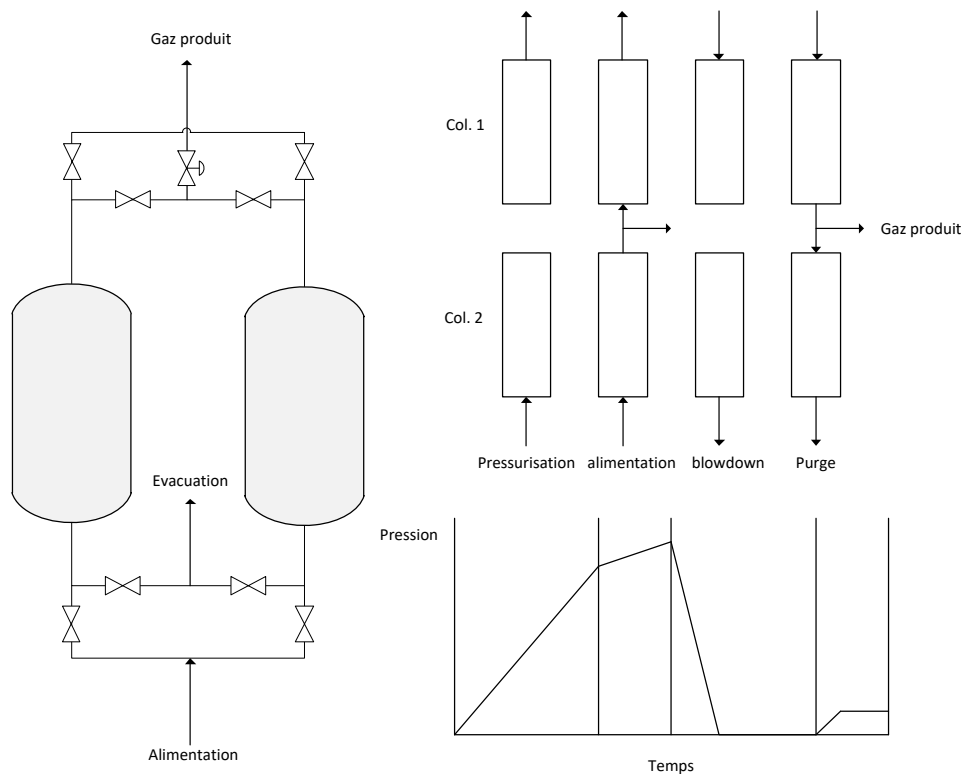 Gaz produit
Evacuation
Alimentation
Col. 1
Gaz produit
Col. 2
Pressurisation
alimentation
blowdown
Purge
Pression
Temps